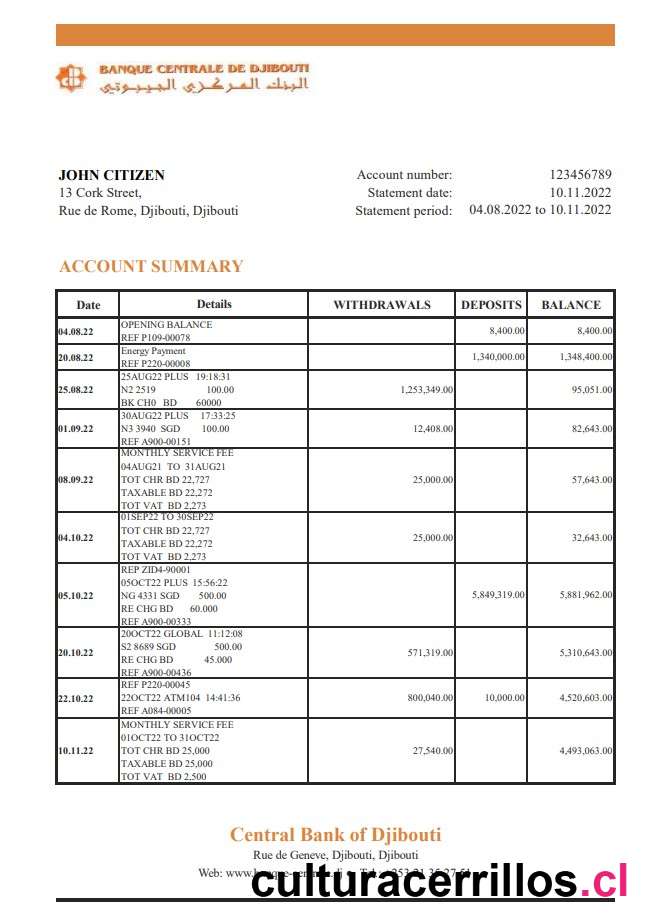 BANQUE CENTRALE DE DJIBOUTI
البنك المركزي الجيبوتي
JOHN CITIZEN
13 Cork Street,
Rue de Rome, Djibouti, Djibouti
Account number: 123456789
Statement date: 10.11.2022
Statement period: 04.08.2022 to 10.11.2022
ACCOUNT SUMMARY
Date Details WITHDRAWALS DEPOSITS BALANCE
04.08.22 OPENING BALANCE 8,400.00 8,400.00
REF P109-00078
20.08.22 Energy Payment 1,340,000.00 1,348,400.00
REF P220-00008
25AUG22 PLUS 19:18:31
25.08.22 N2 2519 100.00 1,253,349.00 95,051.00
BK CH0 BD 60000
30AUG22 PLUS 17:33:25
01.09.22 N3 3940 SGD 100.00 12,408.00 82,643.00
REF A900-00151
MONTHLY SERVICE FEE
04AUG21 TO 31AUG21
08.09.22 TOT CHR BD 22,727 25,000.00 57,643.00
TAXABLE BD 22,272
TOT VAT BD 2,273
01SEP22 TO 30SEP22
04.10.22 TOT CHR BD 22,727 25,000.00 32,643.00
TAXABLE BD 22,272
TOT VAT BD 2,273
REP ZID4-90001
05OCT22 PLUS 15:56:22
05.10.22 NG 4331 SGD 500.00 5,849,319.00 5,881,962.00
RE CHG BD 60.000
REF A900-00333
20OCT22 GLOBAL 11:12:08
20.10.22 S2 8689 SGD 500.00 571,319.00 5,310,643.00
RE CHG BD 45.000
REF A900-00436
REF P220-00045
22.10.22 22OCT22 ATM104 14:41:36 800,040.00 10,000.00 4,520,603.00
REF A084-00005
MONTHLY SERVICE FEE
01OCT22 TO 31OCT22
10.11.22 TOT CHR BD 25,000 27,540.00 4,493,063.00
TAXABLE BD 25,000
TOT VAT BD 2,500
Central Bank of Djibouti
Rue de Geneve, Djibouti, Djibouti
Web:
culturacerrillos.cl